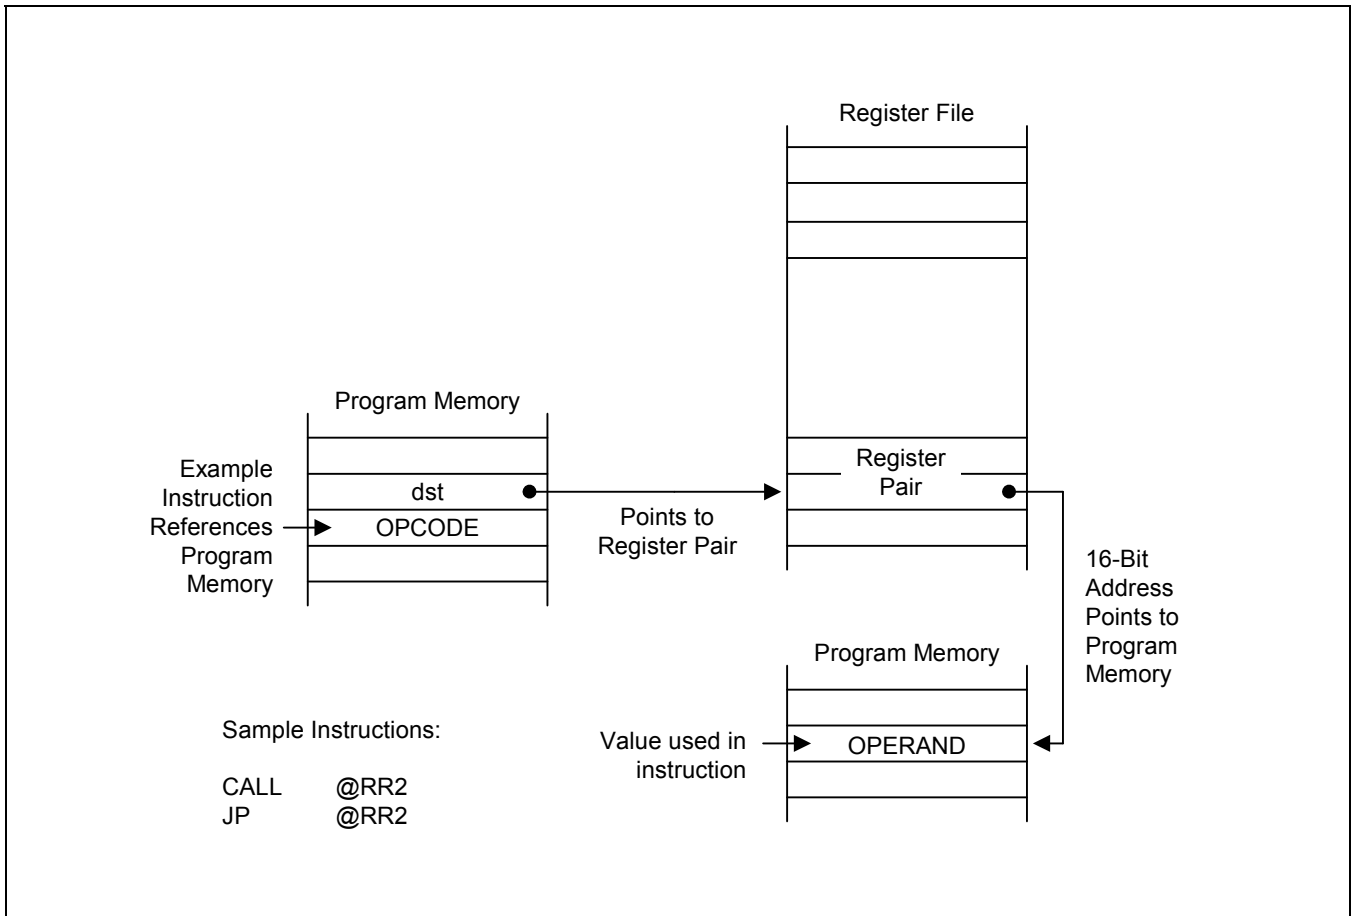 Register File
Program Memory
Example
Instruction
References
Program
Memory
dst
OPCODE
Points to
Register Pair
Register
Pair
16-Bit
Address
Points to
Program
Memory
Program Memory
Value used in
instruction
OPERAND
Sample Instructions:
CALL @RR2
JP @RR2